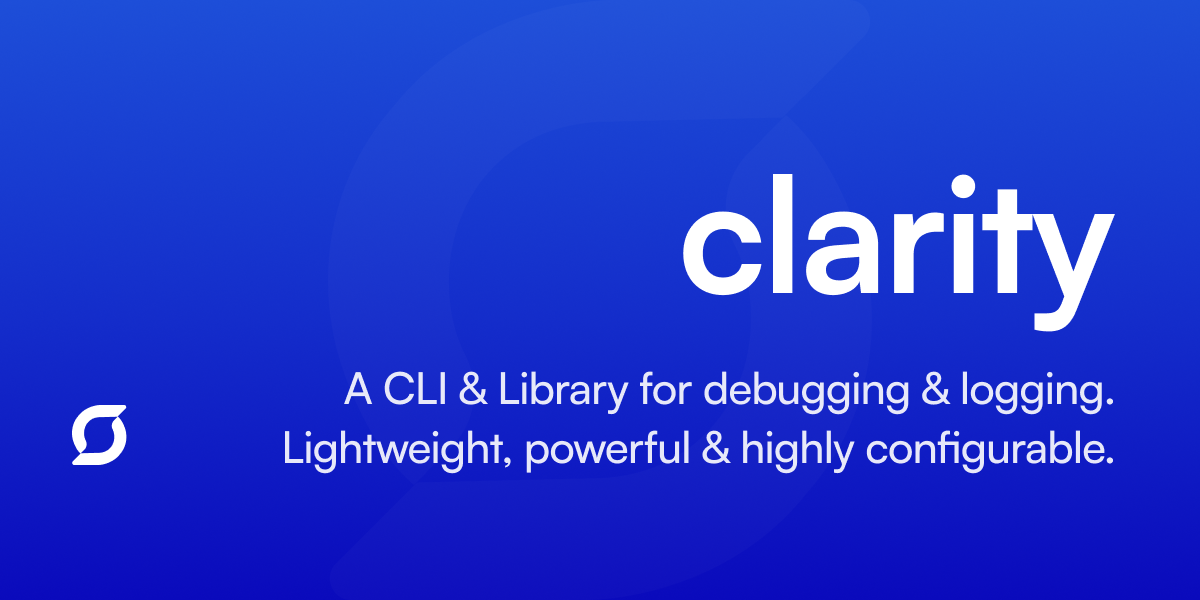 clarity
A CLI & Library for debugging & logging.
Lightweight, powerful & highly configurable.